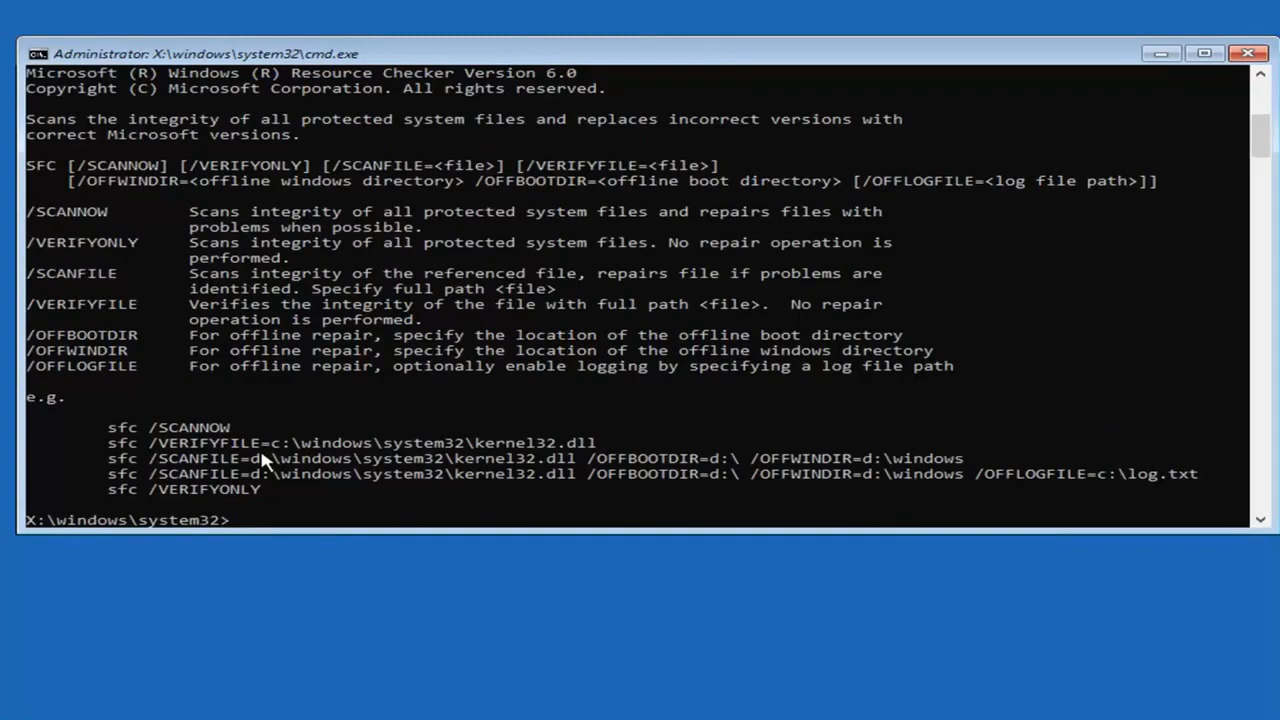 Administrator: X:\windows\system32\cmd.exe
Microsoft (R) Windows (R) Resource Checker Version 6.0
Copyright (C) Microsoft Corporation. All rights reserved.
Scans the integrity of all protected system files and replaces incorrect versions with
correct Microsoft versions.
SFC [/SCANNOW] [/VERIFYONLY] [/SCANFILE=<file>] [/VERIFYFILE=<file>]
[/OFFWINDIR=<offline windows directory> /OFFBOOTDIR=<offline boot directory> [/OFFLOGFILE=<log file path>]]
/SCANNOW Scans integrity of all protected system files and repairs files with
problems when possible.
/VERIFYONLY Scans integrity of all protected system files. No repair operation is
performed.
/SCANFILE Scans integrity of the referenced file, repairs file if problems are
identified. Specify full path <file>
/VERIFYFILE Verifies the integrity of the file with full path <file>. No repair
operation is performed.
/OFFBOOTDIR For offline repair, specify the location of the offline boot directory
/OFFWINDIR For offline repair, specify the location of the offline windows directory
/OFFLOGFILE For offline repair, optionally enable logging by specifying a log file path
e.g.
sfc /SCANNOW
sfc /VERIFYFILE=c:\windows\system32\kernel32.dll
sfc /SCANFILE=d:\windows\system32\kernel32.dll /OFFBOOTDIR=d:\ /OFFWINDIR=d:\windows
sfc /SCANFILE=d:\windows\system32\kernel32.dll /OFFBOOTDIR=d:\ /OFFWINDIR=d:\windows /OFFLOGFILE=c:\log.txt
sfc /VERIFYONLY
X:\windows\system32>